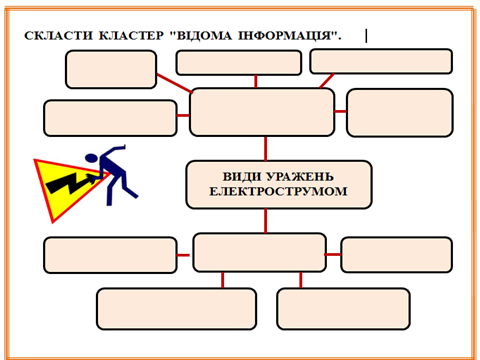 СКЛАСТИ КЛАСТЕР "ВІДОМА ІНФОРМАЦІЯ".
ВИДИ УРАЖЕНЬ
ЕЛЕКТРОСТРУМОМ